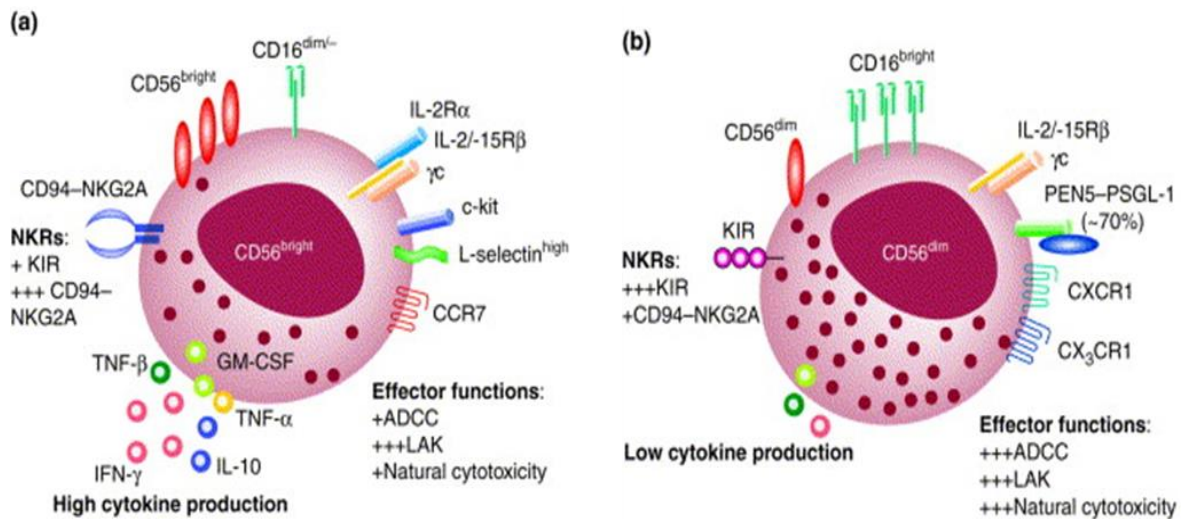 (a)
CD16dim/–
CD56bright
IL-2Rα
IL-2/-15Rβ
γc
CD94–NKG2A
c-kit
NKRs:
+ KIR
+++ CD94–
NKG2A
CD56bright
L-selectinhigh
CCR7
TNF-β
GM-CSF
TNF-α
IFN-γ
IL-10
Effector functions:
+ADCC
+++LAK
+Natural cytotoxicity
High cytokine production
(b)
CD16bright
CD56dim
IL-2/-15Rβ
γc
PEN5–PSGL-1
(~70%)
KIR
NKRs:
+++KIR
+CD94–NKG2A
CD56dim
CXCR1
CX3CR1
Low cytokine production
Effector functions:
+++ADCC
+++LAK
+++Natural cytotoxicity